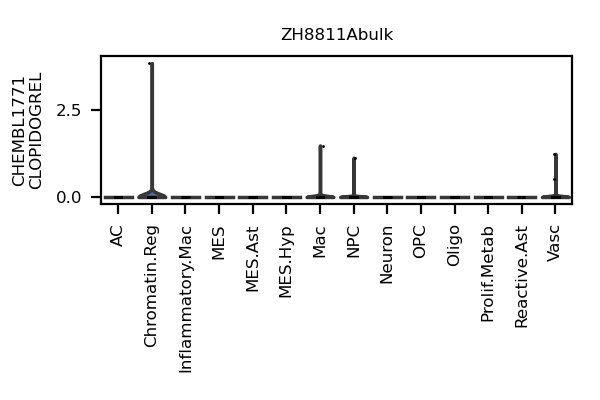 ZH8811Abulk
CHEMBL1771
CLOPIDOGREL
2.5
0.0
AC
Chromatin.Reg
Inflammatory.Mac
MES
MES.Ast
MES.Hyp
Mac
NPC
Neuron
OPC
Oligo
Prolif.Metab
Reactive.Ast
Vasc